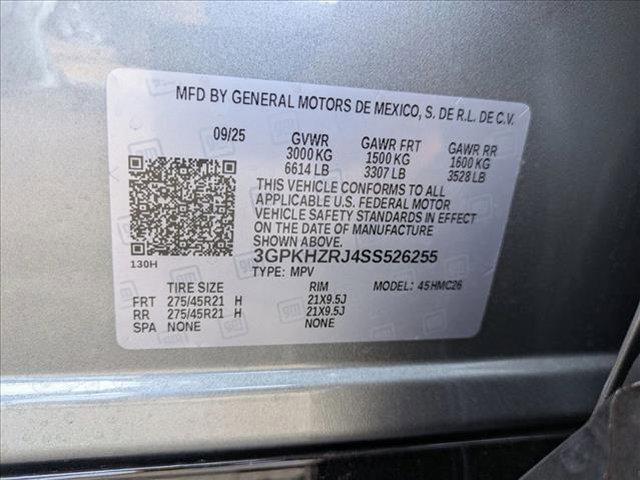 MFD BY GENERAL MOTORS DE MEXICO, S. DE R.L. DE C.V.
09/25 GVWR GAWR FRT GAWR RR
3000 KG 1500 KG 1600 KG
6614 LB 3307 LB 3528 LB
THIS VEHICLE CONFORMS TO ALL
APPLICABLE U.S. FEDERAL MOTOR
VEHICLE SAFETY STANDARDS IN EFFECT
ON THE DATE OF MANUFACTURE
SHOWN ABOVE.
130H
3GPKHZRJ4SS526255
TYPE: MPV MODEL: 45HMC26
TIRE SIZE RIM
FRT 275/45R21 H 21X9.5J
RR 275/45R21 H 21X9.5J
SPA NONE NONE